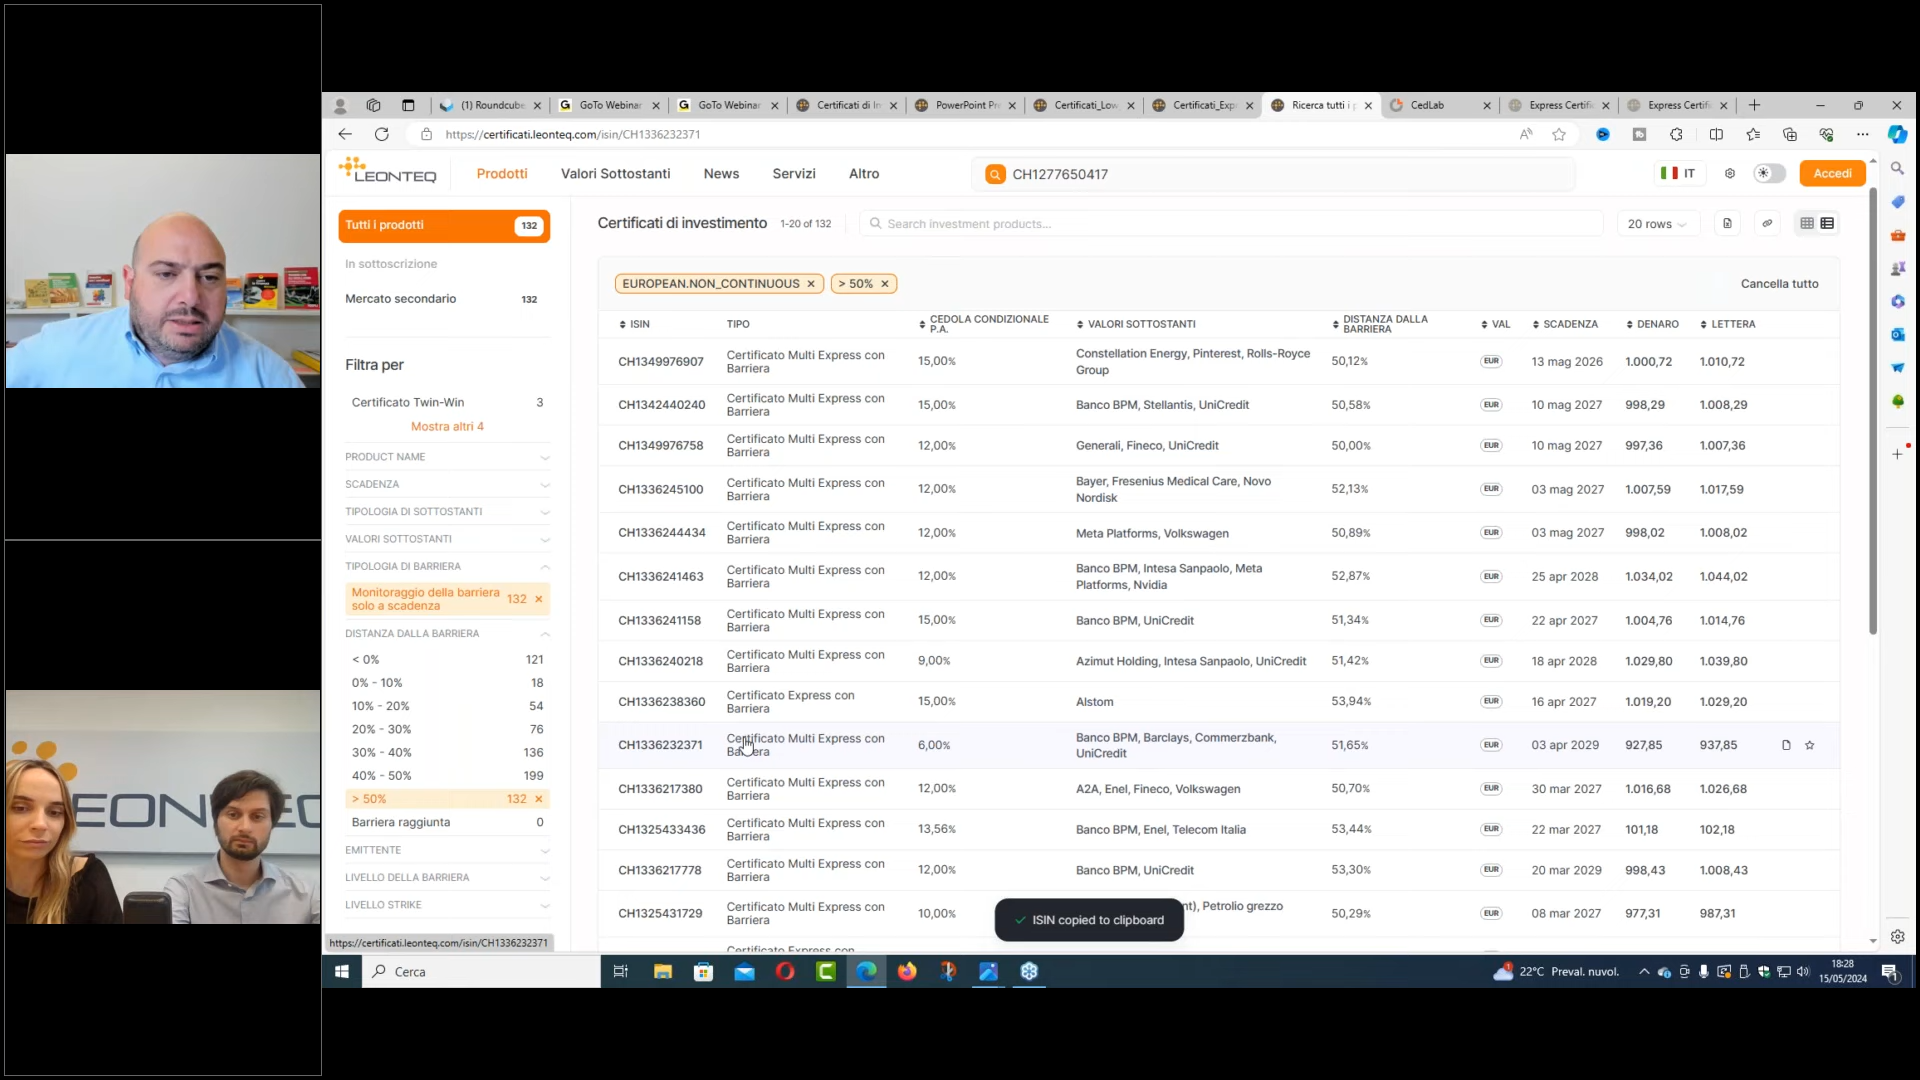 (1) Roundcube
GoTo Webinar
GoTo Webinar
Certificati di In
PowerPoint Pr
Certificati_Low
Certificati_Exp
Ricerca tutti i p
CedLab
Express Certifi
Express Certifi
https://certificati.leonteq.com/isin/CH1336232371
LEONTEQ
Prodotti
Valori Sottostanti
News
Servizi
Altro
CH1277650417
IT
Accedi
Tutti i prodotti 132
In sottoscrizione
Mercato secondario 132
Filtra per
Certificato Twin-Win 3
Mostra altri 4
PRODUCT NAME
SCADENZA
TIPOLOGIA DI SOTTOSTANTI
VALORI SOTTOSTANTI
TIPOLOGIA DI BARRIERA
Monitoraggio della barriera
solo a scadenza 132
DISTANZA DALLA BARRIERA
< 0% 121
0% - 10% 18
10% - 20% 54
20% - 30% 76
30% - 40% 136
40% - 50% 199
> 50% 132
Barriera raggiunta 0
EMITTENTE
LIVELLO DELLA BARRIERA
LIVELLO STRIKE
https://certificati.leonteq.com/isin/CH1336232371
Certificati di investimento 1-20 of 132
Search investment products...
20 rows
EUROPEAN.NON_CONTINUOUS
> 50%
Cancella tutto
ISIN TIPO CEDOLA CONDIZIONALE P.A. VALORI SOTTOSTANTI DISTANZA DALLA BARRIERA VAL SCADENZA DENARO LETTERA
CH1349976907 Certificato Multi Express con Barriera 15,00% Constellation Energy, Pinterest, Rolls-Royce Group 50,12% EUR 13 mag 2026 1.000,72 1.010,72
CH1342440240 Certificato Multi Express con Barriera 15,00% Banco BPM, Stellantis, UniCredit 50,58% EUR 10 mag 2027 998,29 1.008,29
CH1349976758 Certificato Multi Express con Barriera 12,00% Generali, Fineco, UniCredit 50,00% EUR 10 mag 2027 997,36 1.007,36
CH1336245100 Certificato Multi Express con Barriera 12,00% Bayer, Fresenius Medical Care, Novo Nordisk 52,13% EUR 03 mag 2027 1.007,59 1.017,59
CH1336244434 Certificato Multi Express con Barriera 12,00% Meta Platforms, Volkswagen 50,89% EUR 03 mag 2027 998,02 1.008,02
CH1336241463 Certificato Multi Express con Barriera 12,00% Banco BPM, Intesa Sanpaolo, Meta Platforms, Nvidia 52,87% EUR 25 apr 2028 1.034,02 1.044,02
CH1336241158 Certificato Multi Express con Barriera 15,00% Banco BPM, UniCredit 51,34% EUR 22 apr 2027 1.004,76 1.014,76
CH1336240218 Certificato Multi Express con Barriera 9,00% Azimut Holding, Intesa Sanpaolo, UniCredit 51,42% EUR 18 apr 2028 1.029,80 1.039,80
CH1336238360 Certificato Express con Barriera 15,00% Alstom 53,94% EUR 16 apr 2027 1.019,20 1.029,20
CH1336232371 Certificato Multi Express con Barriera 6,00% Banco BPM, Barclays, Commerzbank, UniCredit 51,65% EUR 03 apr 2029 927,85 937,85
CH1336217380 Certificato Multi Express con Barriera 12,00% A2A, Enel, Fineco, Volkswagen 50,70% EUR 30 mar 2027 1.016,68 1.026,68
CH1325433436 Certificato Multi Express con Barriera 13,56% Banco BPM, Enel, Telecom Italia 53,44% EUR 22 mar 2027 101,18 102,18
CH1336217778 Certificato Multi Express con Barriera 12,00% Banco BPM, UniCredit 53,30% EUR 20 mar 2029 998,43 1.008,43
CH1325431729 Certificato Multi Express con Barriera 10,00% nt), Petrolio grezzo 50,29% EUR 08 mar 2027 977,31 987,31
Certificato Express con
ISIN copied to clipboard
Cerca
22°C Preval. nuvol.
18:28
15/05/2024
LEONTEQ